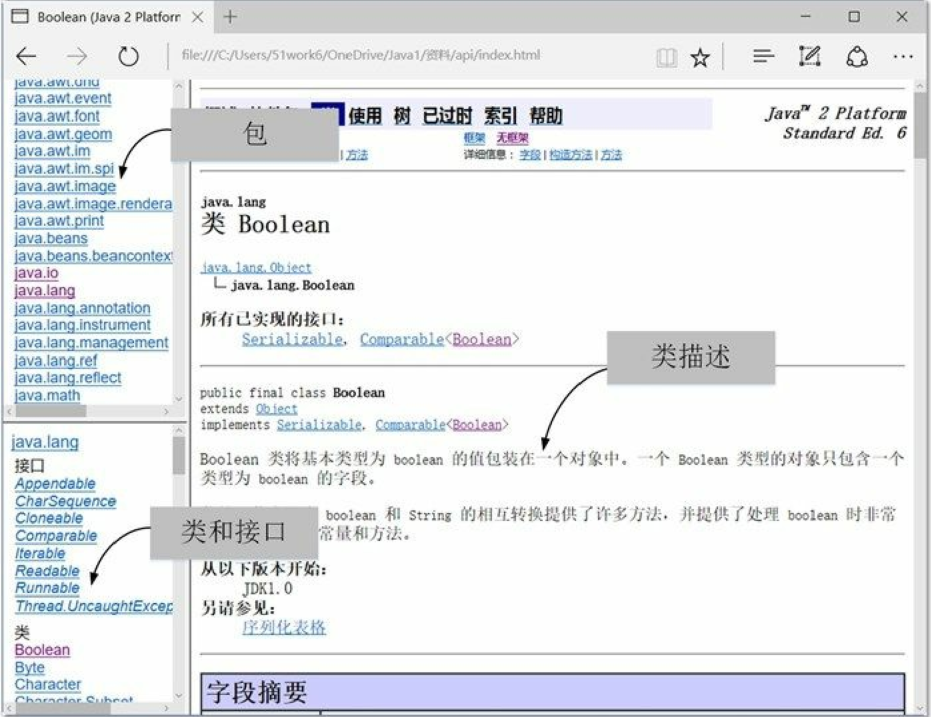 Boolean (Java 2 Platforr
file:///C:/Users/51work6/OneDrive/Java1/资料/api/index.html
java.awt.dnd
java.awt.event
java.awt.font
java.awt.geom
java.awt.im
java.awt.im.spi
java.awt.image
java.awt.image.rendera
java.awt.print
java.beans
java.beans.beancontext
java.io
java.lang
java.lang.annotation
java.lang.instrument
java.lang.management
java.lang.ref
java.lang.reflect
java.math
包
java.lang
接口
Appendable
CharSequence
Cloneable
Comparable
Iterable
Readable
Runnable
Thread.UncaughtExcep
类
Boolean
Byte
Character
Character.Subset
类和接口
使用 树 已过时 索引 帮助
Java™ 2 Platform
Standard Ed. 6
框架 无框架
| 方法
详细信息: 字段 | 构造方法 | 方法
java.lang
类 Boolean
java.lang.Object
java.lang.Boolean
所有已实现的接口:
Serializable, Comparable<Boolean>
类描述
public final class Boolean
extends Object
implements Serializable, Comparable<Boolean>
Boolean 类将基本类型为 boolean 的值包装在一个对象中。一个 Boolean 类型的对象只包含一个
类型为 boolean 的字段。
boolean 和 String 的相互转换提供了许多方法，并提供了处理 boolean 时非常
常量和方法。
从以下版本开始:
JDK1.0
另请参见:
序列化表格
字段摘要